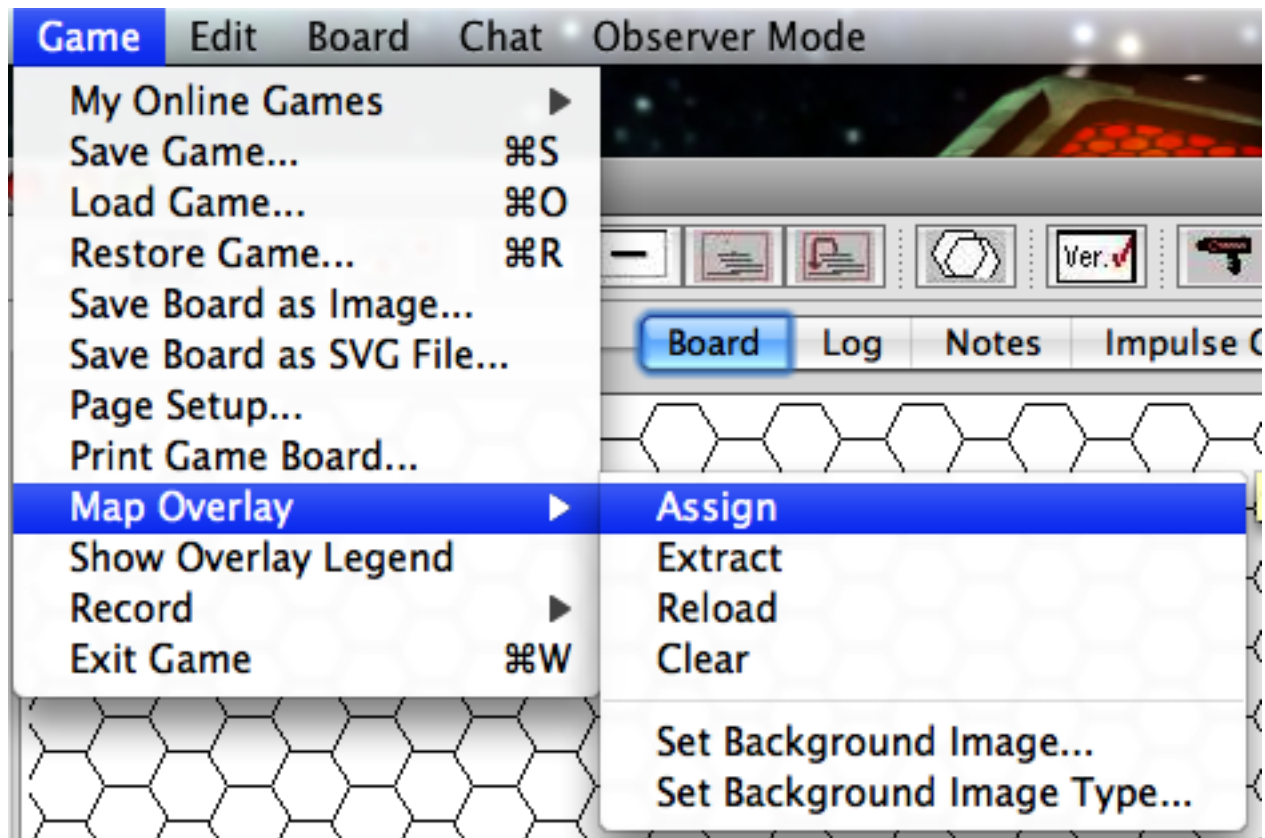 Game Edit Board Chat Observer Mode
My Online Games
Save Game... ⌘S
Load Game... ⌘O
Restore Game... ⌘R
Save Board as Image...
Save Board as SVG File...
Page Setup...
Print Game Board...
Map Overlay
Show Overlay Legend
Record
Exit Game ⌘W
Ver.
Board Log Notes Impulse
Assign
Extract
Reload
Clear
Set Background Image...
Set Background Image Type...